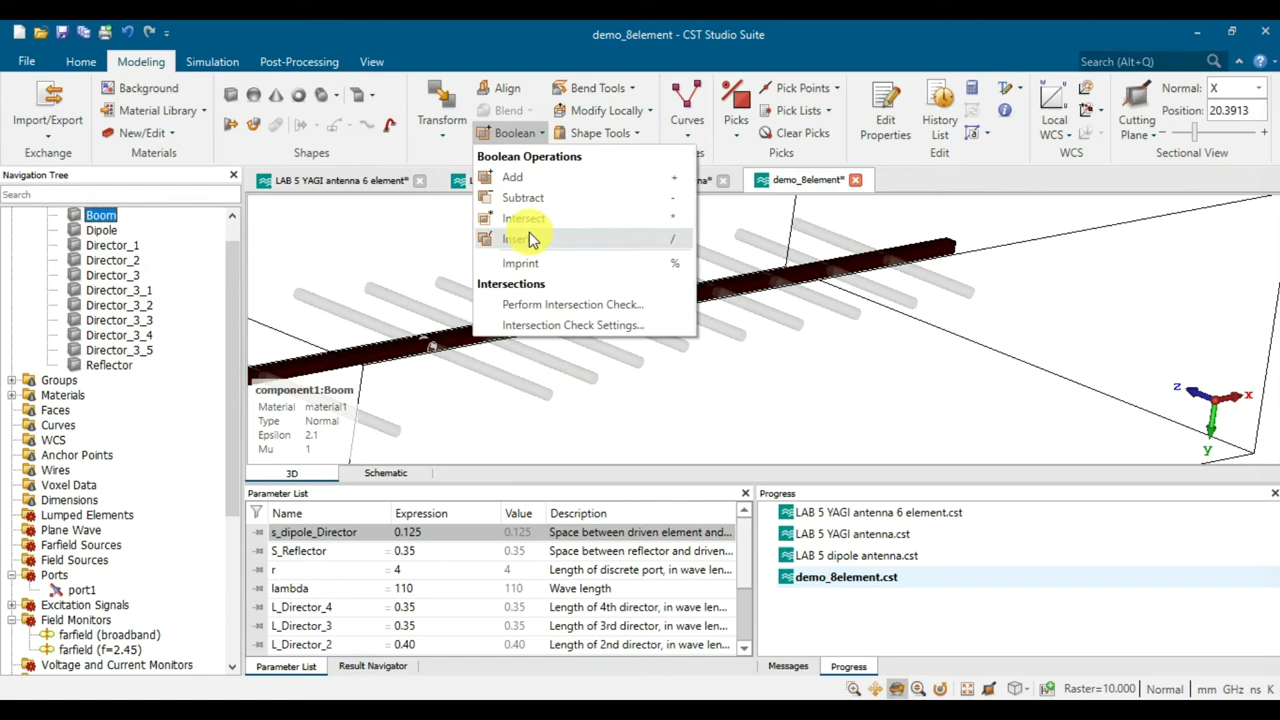 demo_8element - CST Studio Suite
File Home Modeling Simulation Post-Processing View Search (Alt+Q)
Import/Export
Exchange
Background
Material Library
New/Edit
Materials
Shapes
Transform
Align
Blend
Boolean
Bend Tools
Modify Locally
Shape Tools
Curves
Picks
Pick Points
Pick Lists
Clear Picks
Picks
Edit Properties
History List
Edit
Local WCS
WCS
Cutting Plane
Normal: X
Position: 20.3913
Sectional View
Navigation Tree
Search
Boom
Dipole
Director_1
Director_2
Director_3
Director_3_1
Director_3_2
Director_3_3
Director_3_4
Director_3_5
Reflector
Groups
Materials
Faces
Curves
WCS
Anchor Points
Wires
Voxel Data
Dimensions
Lumped Elements
Plane Wave
Farfield Sources
Field Sources
Ports
port1
Excitation Signals
Field Monitors
farfield (broadband)
farfield (f=2.45)
Voltage and Current Monitors
LAB 5 YAGI antenna 6 element*
demo_8element*
Boolean Operations
Add +
Subtract -
Intersect *
Insert /
Imprint %
Intersections
Perform Intersection Check...
Intersection Check Settings...
component1:Boom
Material material1
Type Normal
Epsilon 2.1
Mu 1
z x
y
3D Schematic
Parameter List
Name Expression Value Description
s_dipole_Director = 0.125 0.125 Space between driven element and...
S_Reflector = 0.35 0.35 Space between reflector and driven...
r = 4 4 Length of discrete port, in wave len...
lambda = 110 110 Wave length
L_Director_4 = 0.35 0.35 Length of 4th director, in wave len...
L_Director_3 = 0.35 0.35 Length of 3rd director, in wave len...
L_Director_2 = 0.40 0.40 Length of 2nd director, in wave len...
Parameter List Result Navigator
Progress
LAB 5 YAGI antenna 6 element.cst
LAB 5 YAGI antenna.cst
LAB 5 dipole antenna.cst
demo_8element.cst
Messages Progress
Raster=10.000 Normal mm GHz ns K